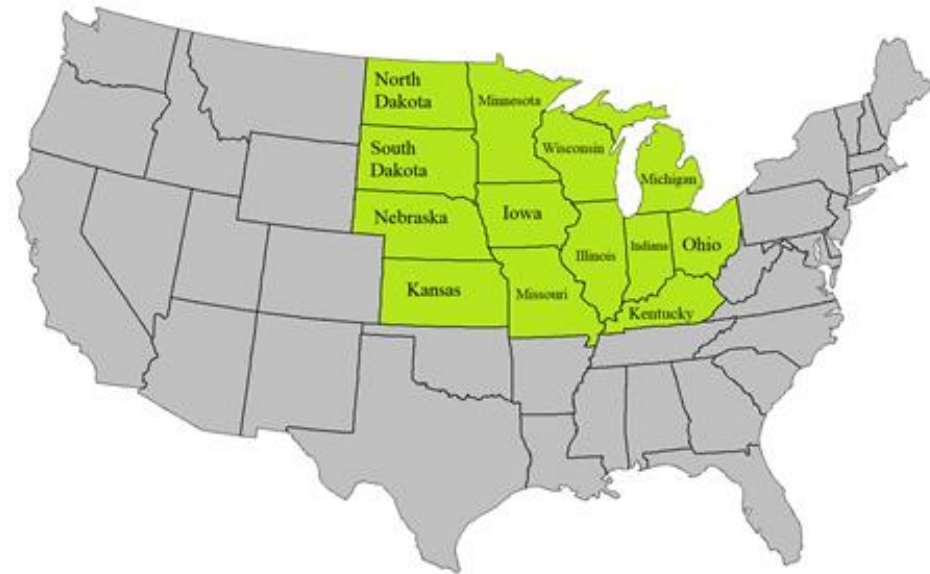 North
Dakota
Minnesota
South
Dakota
Wisconsin
Michigan
Nebraska
Iowa
Illinois
Indiana
Ohio
Kansas
Missouri
Kentucky